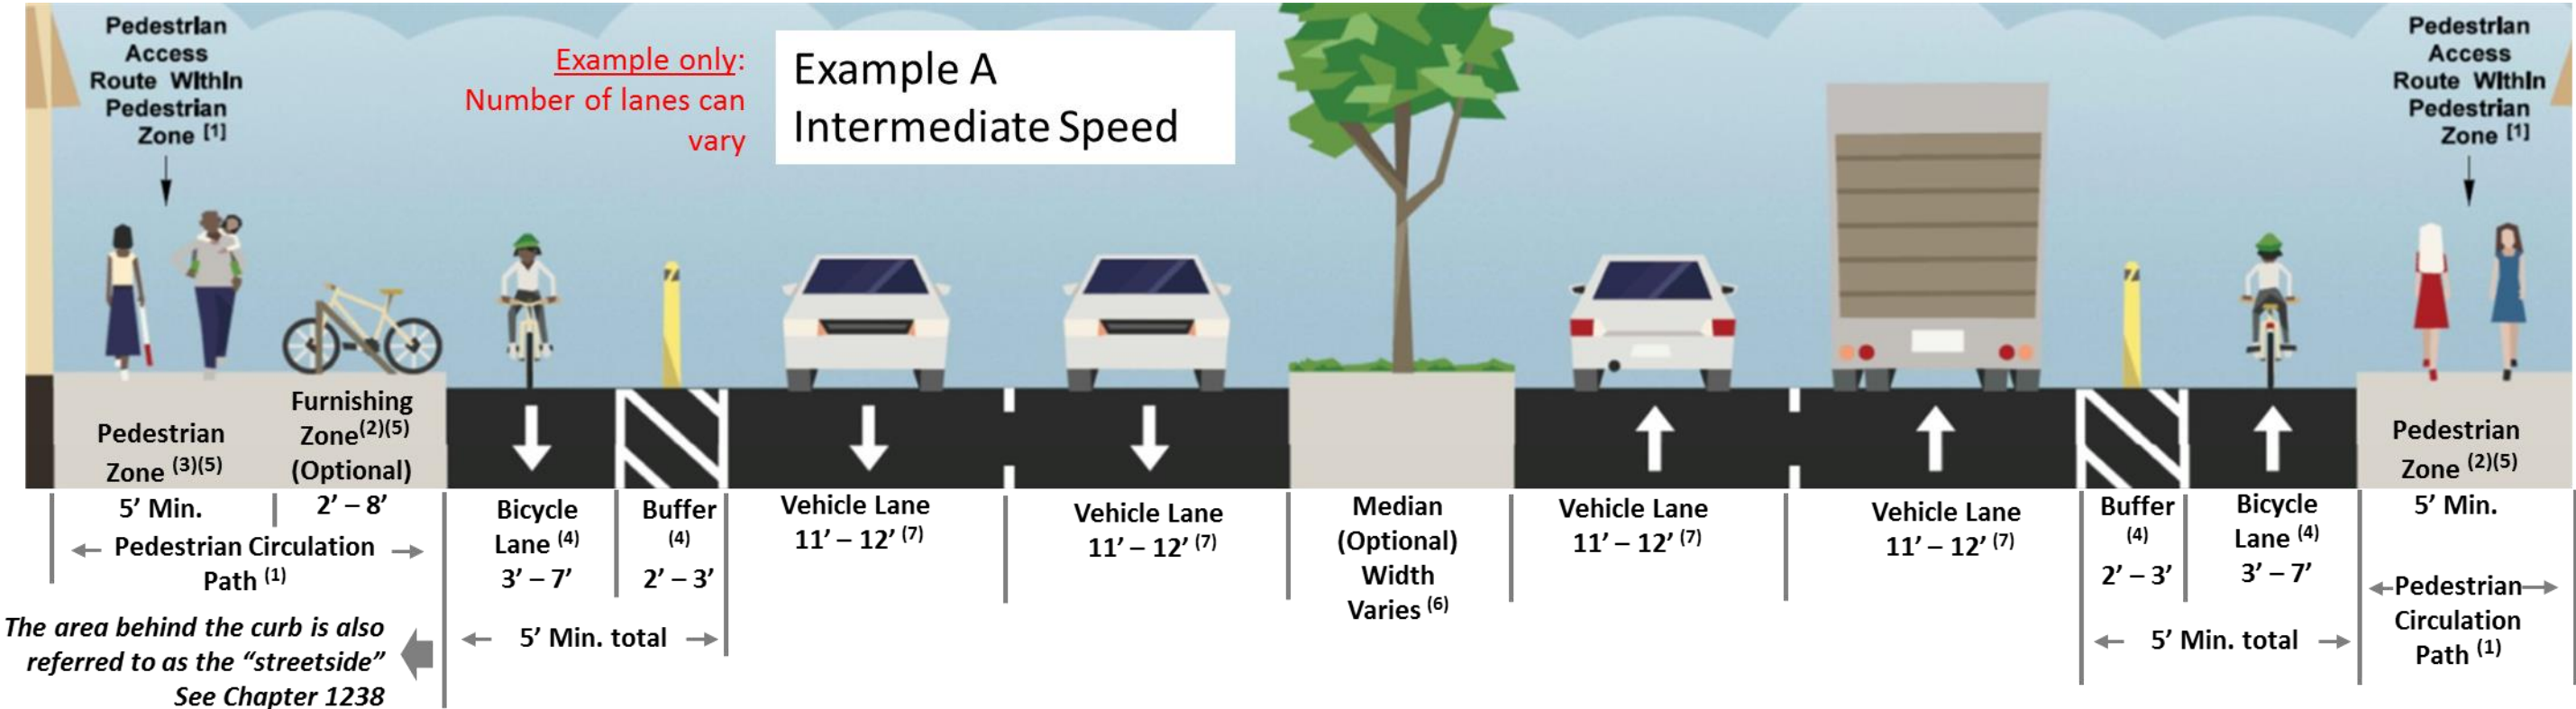 Pedestrian
Access
Route WIthIn
Pedestrian
Zone [1]
Example only:
Number of lanes can
vary
Example A
Intermediate Speed
Pedestrian
Access
Route WIthIn
Pedestrian
Zone [1]
Pedestrian
Zone (3)(5)
5’ Min.
Furnishing
Zone(2)(5)
(Optional)
2’ – 8’
Pedestrian Circulation
Path (1)
The area behind the curb is also
referred to as the “streetside”
See Chapter 1238
Bicycle
Lane (4)
3’ – 7’
Buffer
(4)
2’ – 3’
5’ Min. total
Vehicle Lane
11’ – 12’ (7)
Vehicle Lane
11’ – 12’ (7)
Median
(Optional)
Width
Varies (6)
Vehicle Lane
11’ – 12’ (7)
Vehicle Lane
11’ – 12’ (7)
Buffer
(4)
2’ – 3’
Bicycle
Lane (4)
3’ – 7’
5’ Min. total
Pedestrian
Zone (2)(5)
5’ Min.
Pedestrian
Circulation
Path (1)